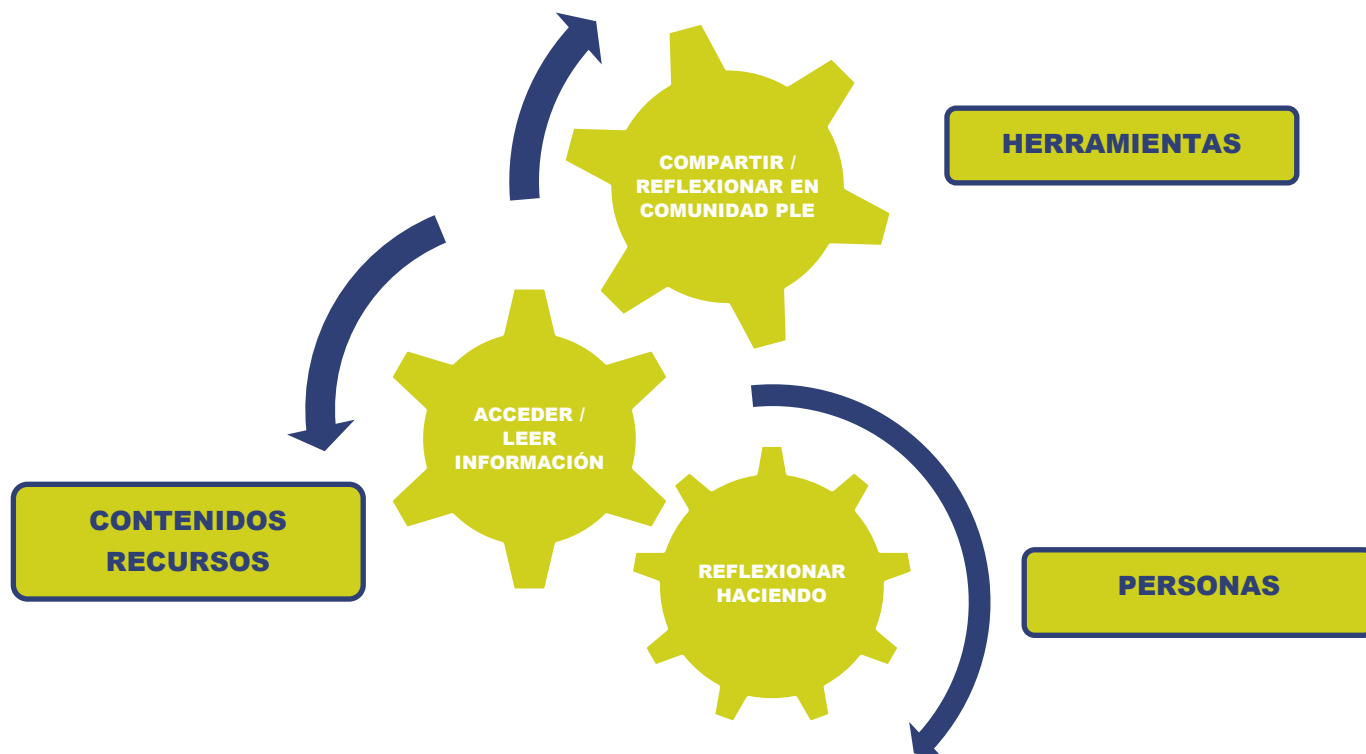 COMPARTIR /
REFLEXIONAR EN
COMUNIDAD PLE
HERRAMIENTAS
ACCEDER /
LEER
INFORMACIÓN
CONTENIDOS
RECURSOS
REFLEXIONAR
HACIENDO
PERSONAS